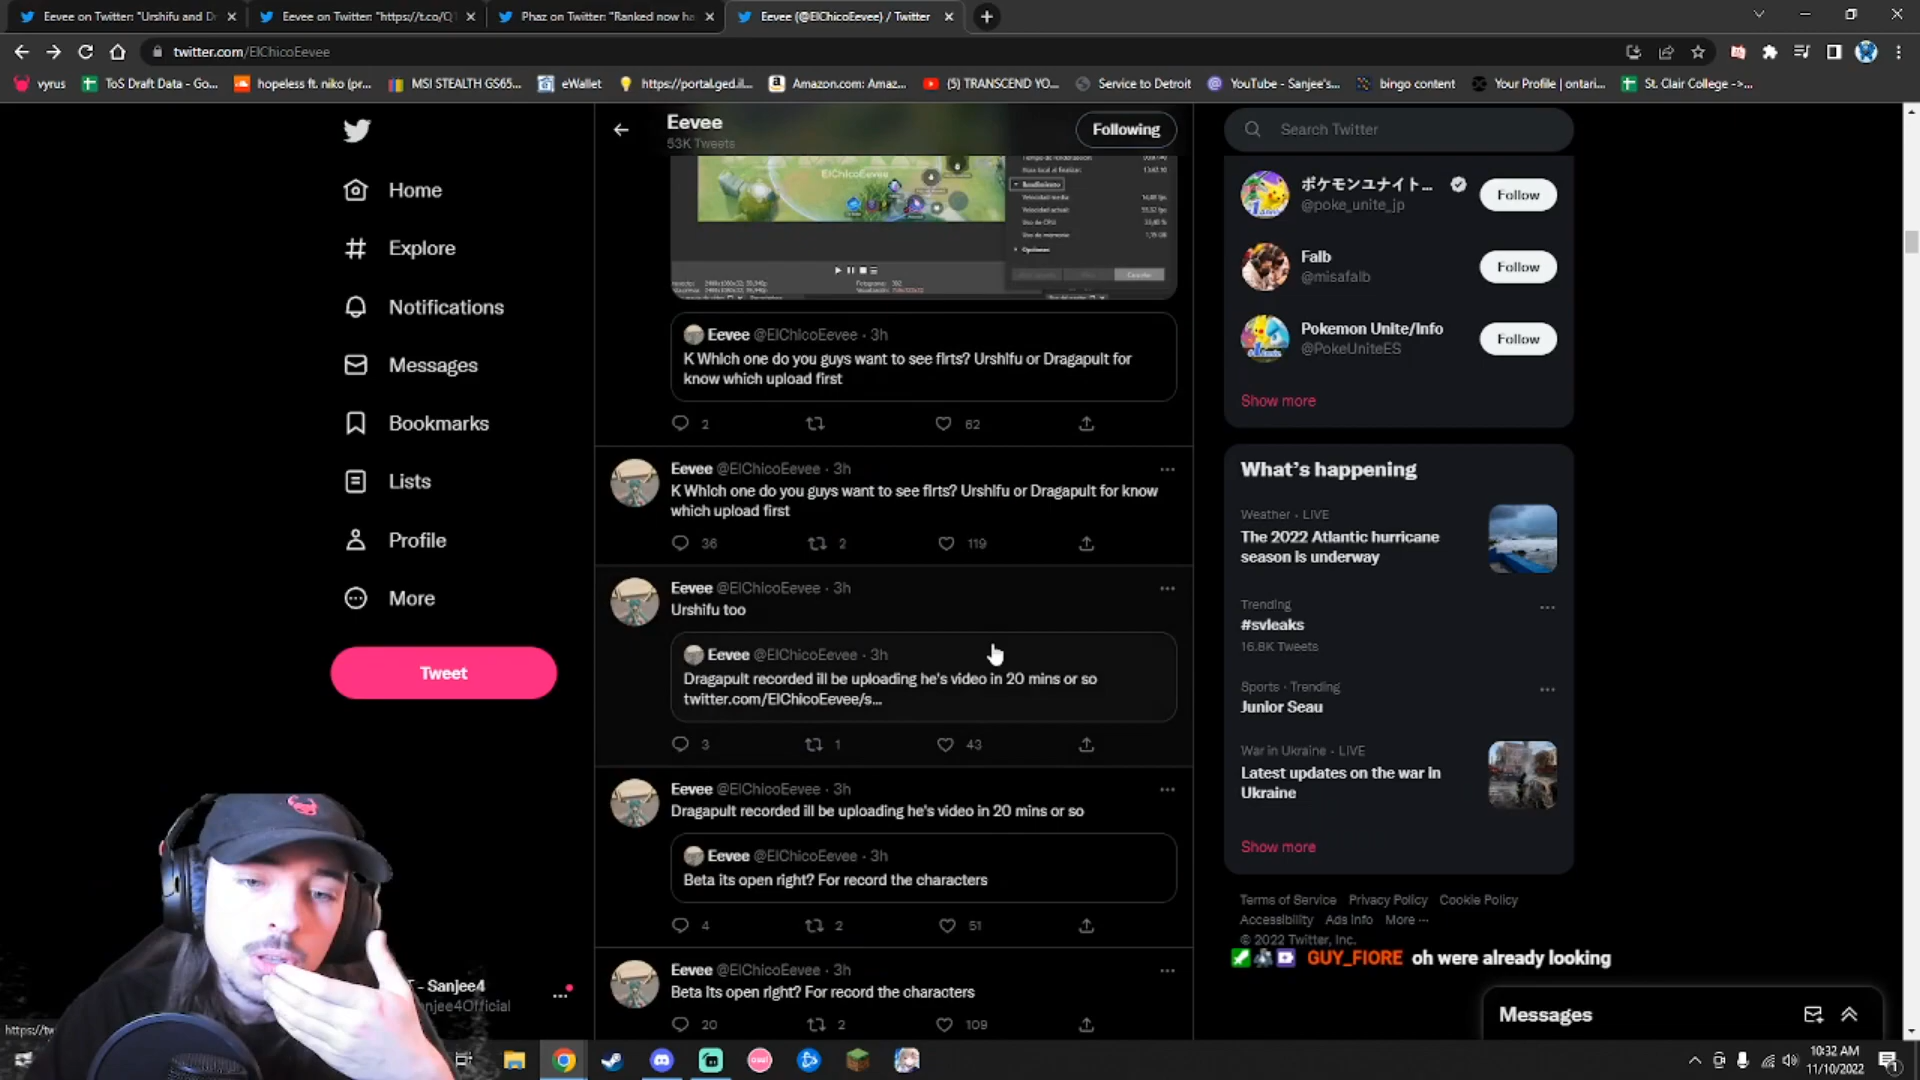 Eevee on Twitter: "Urshifu and D
Eevee on Twitter: "https://t.co/Q
Phaz on Twitter: "Ranked now ha
Eevee (@ElChicoEevee) / Twitter
twitter.com/ElChicoEevee
vyrus
ToS Draft Data - Go...
hopeless ft. niko (pr...
MSI STEALTH GS65...
eWallet
https://portal.ged.il...
Amazon.com: Amaz...
(5) TRANSCEND YO...
Service to Detroit
YouTube - Sanjee's...
bingo content
Your Profile | ontari...
St. Clair College ->...
Home
Explore
Notifications
Messages
Bookmarks
Lists
Profile
More
Tweet
T - Sanjee4
njee4Official
https://tw
Eevee
53K Tweets
Following
ElChicoEevee
Eevee @ElChicoEevee · 3h
K Which one do you guys want to see firts? Urshifu or Dragapult for
know which upload first
2
62
Eevee @ElChicoEevee · 3h
K Which one do you guys want to see firts? Urshifu or Dragapult for know
which upload first
36
2
119
Eevee @ElChicoEevee · 3h
Urshifu too
Eevee @ElChicoEevee · 3h
Dragapult recorded ill be uploading he's video in 20 mins or so
twitter.com/ElChicoEevee/s...
3
1
43
Eevee @ElChicoEevee · 3h
Dragapult recorded ill be uploading he's video in 20 mins or so
Eevee @ElChicoEevee · 3h
Beta its open right? For record the characters
4
2
51
Eevee @ElChicoEevee · 3h
Beta its open right? For record the characters
20
2
109
Search Twitter
ポケモンユナイト...
@poke_unite_jp
Follow
Falb
@misafalb
Follow
Pokemon Unite/Info
@PokeUniteES
Follow
Show more
What's happening
Weather · LIVE
The 2022 Atlantic hurricane
season is underway
Trending
#svleaks
16.8K Tweets
Sports · Trending
Junior Seau
War in Ukraine · LIVE
Latest updates on the war in
Ukraine
Show more
Terms of Service Privacy Policy Cookie Policy
Accessibility Ads info More ···
© 2022 Twitter, Inc.
GUY_FIORE oh were already looking
Messages
osu!
10:32 AM
11/10/2022